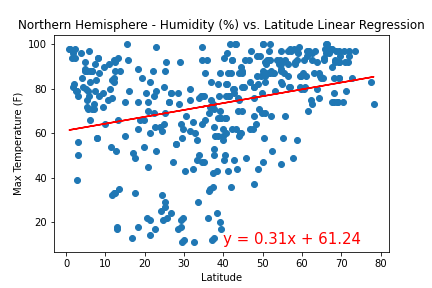 Northern Hemisphere - Humidity (%) vs. Latitude Linear Regression
Max Temperature (F)
100
80
60
40
20
y = 0.31x + 61.24
0 10 20 30 40 50 60 70 80
Latitude